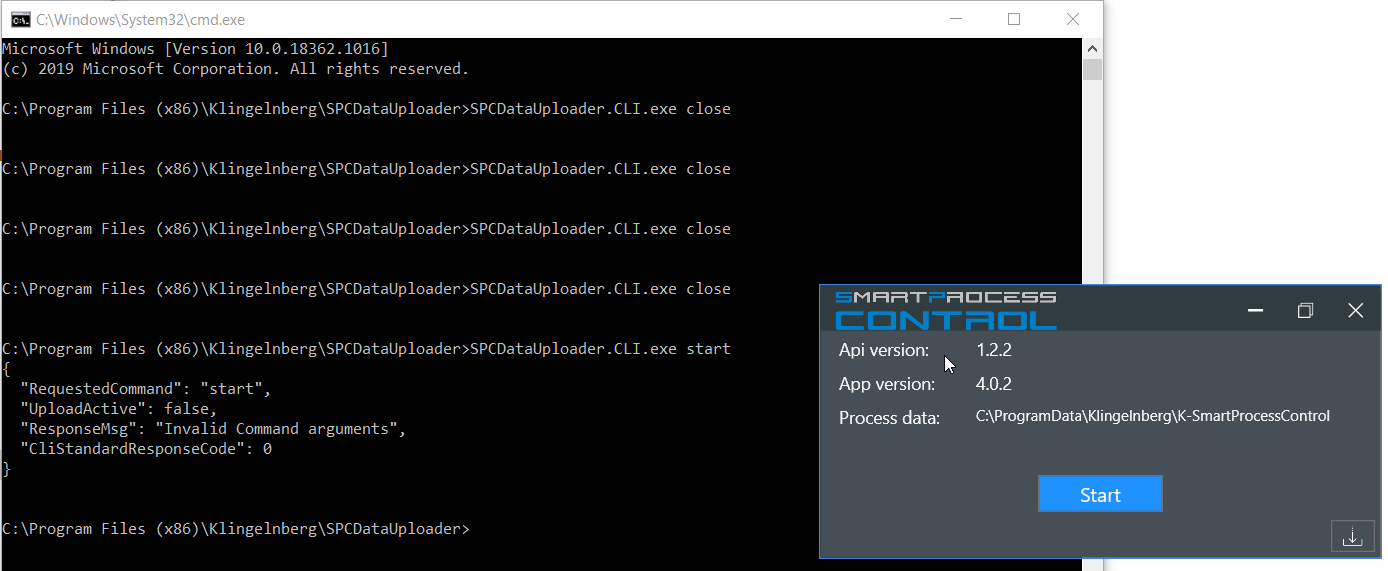 C:\Windows\System32\cmd.exe
Microsoft Windows [Version 10.0.18362.1016]
(c) 2019 Microsoft Corporation. All rights reserved.
C:\Program Files (x86)\Klingelnberg\SPCDataUploader>SPCDataUploader.CLI.exe close
C:\Program Files (x86)\Klingelnberg\SPCDataUploader>SPCDataUploader.CLI.exe close
C:\Program Files (x86)\Klingelnberg\SPCDataUploader>SPCDataUploader.CLI.exe close
C:\Program Files (x86)\Klingelnberg\SPCDataUploader>SPCDataUploader.CLI.exe close
C:\Program Files (x86)\Klingelnberg\SPCDataUploader>SPCDataUploader.CLI.exe start
{
  "RequestedCommand": "start",
  "UploadActive": false,
  "ResponseMsg": "Invalid Command arguments",
  "CliStandardResponseCode": 0
}
C:\Program Files (x86)\Klingelnberg\SPCDataUploader>
SMARTPROCESS
CONTROL
Api version: 1.2.2
App version: 4.0.2
Process data: C:\ProgramData\Klingelnberg\K-SmartProcessControl
Start